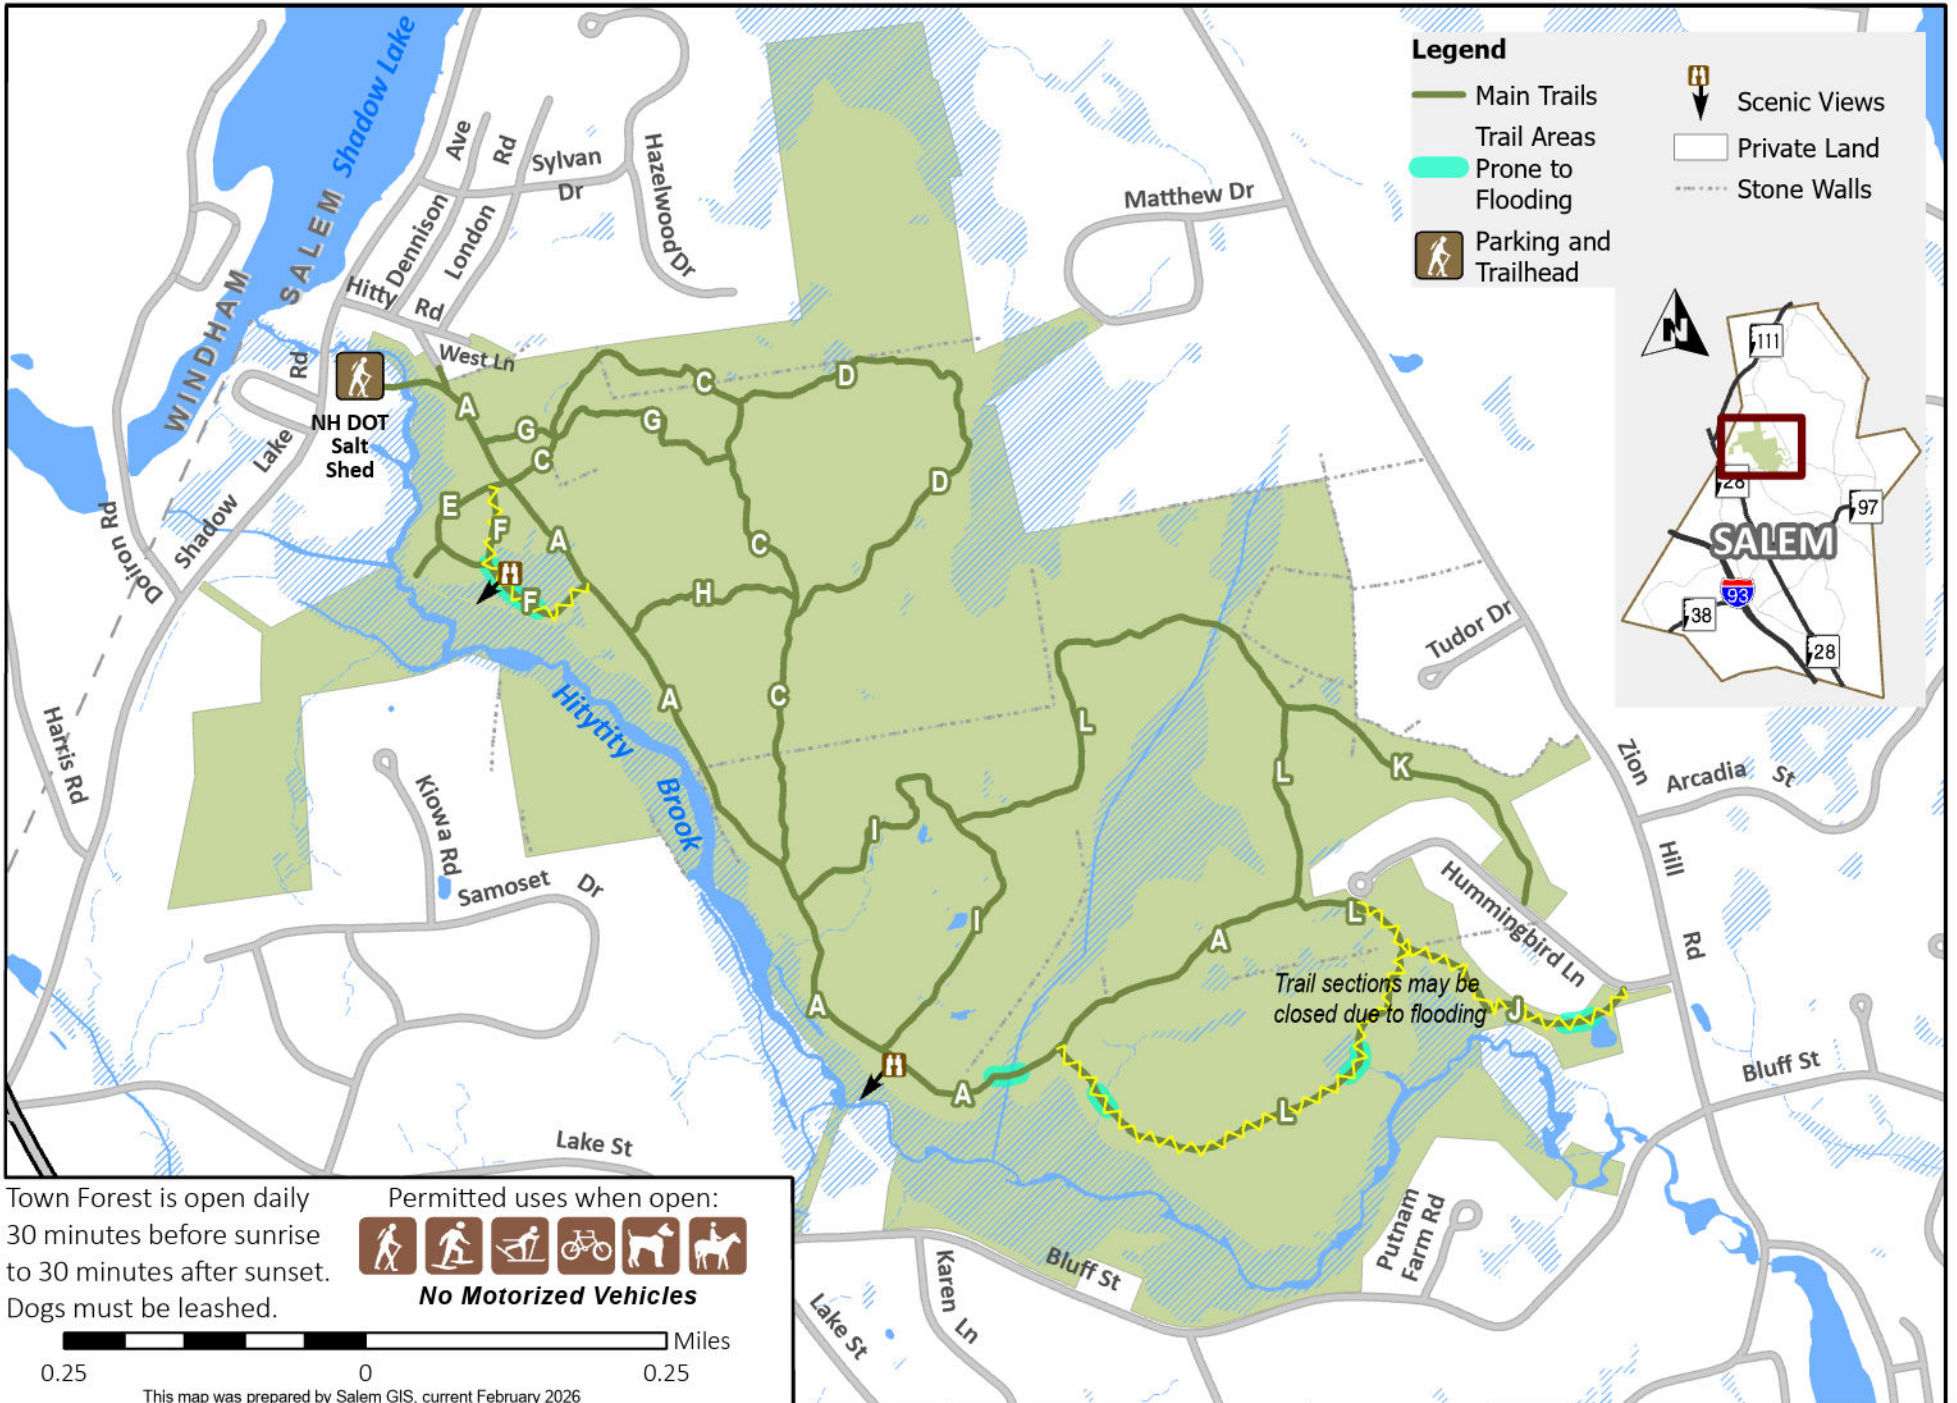 Shadow Lake
WINDHAM
SALEM
Ave
Rd
Sylvan
Dr
Hazelwood Dr
Dennison
London
Hitty
Rd
West Ln
Rd
NH DOT
Salt
Shed
Lake
Shadow
Doiron Rd
Harris Rd
Matthew Dr
Legend
Main Trails
Trail Areas
Prone to
Flooding
Parking and
Trailhead
Scenic Views
Private Land
Stone Walls
N
111
28
97
SALEM
93
38
28
A
G
C
G
C
D
E
F
A
F
H
C
D
A
C
L
L
K
I
I
A
A
A
L
L
J
Tudor Dr
Zion
Hill
Rd
Arcadia St
Hummingbird Ln
Trail sections may be
closed due to flooding
Hitytity
Brook
Kiowa Rd
Samoset Dr
Lake St
Bluff St
Bluff St
Putnam
Farm Rd
Karen Ln
Lake St
Town Forest is open daily
30 minutes before sunrise
to 30 minutes after sunset.
Dogs must be leashed.
Permitted uses when open:
No Motorized Vehicles
Miles
0.25 0 0.25
This map was prepared by Salem GIS, current February 2026